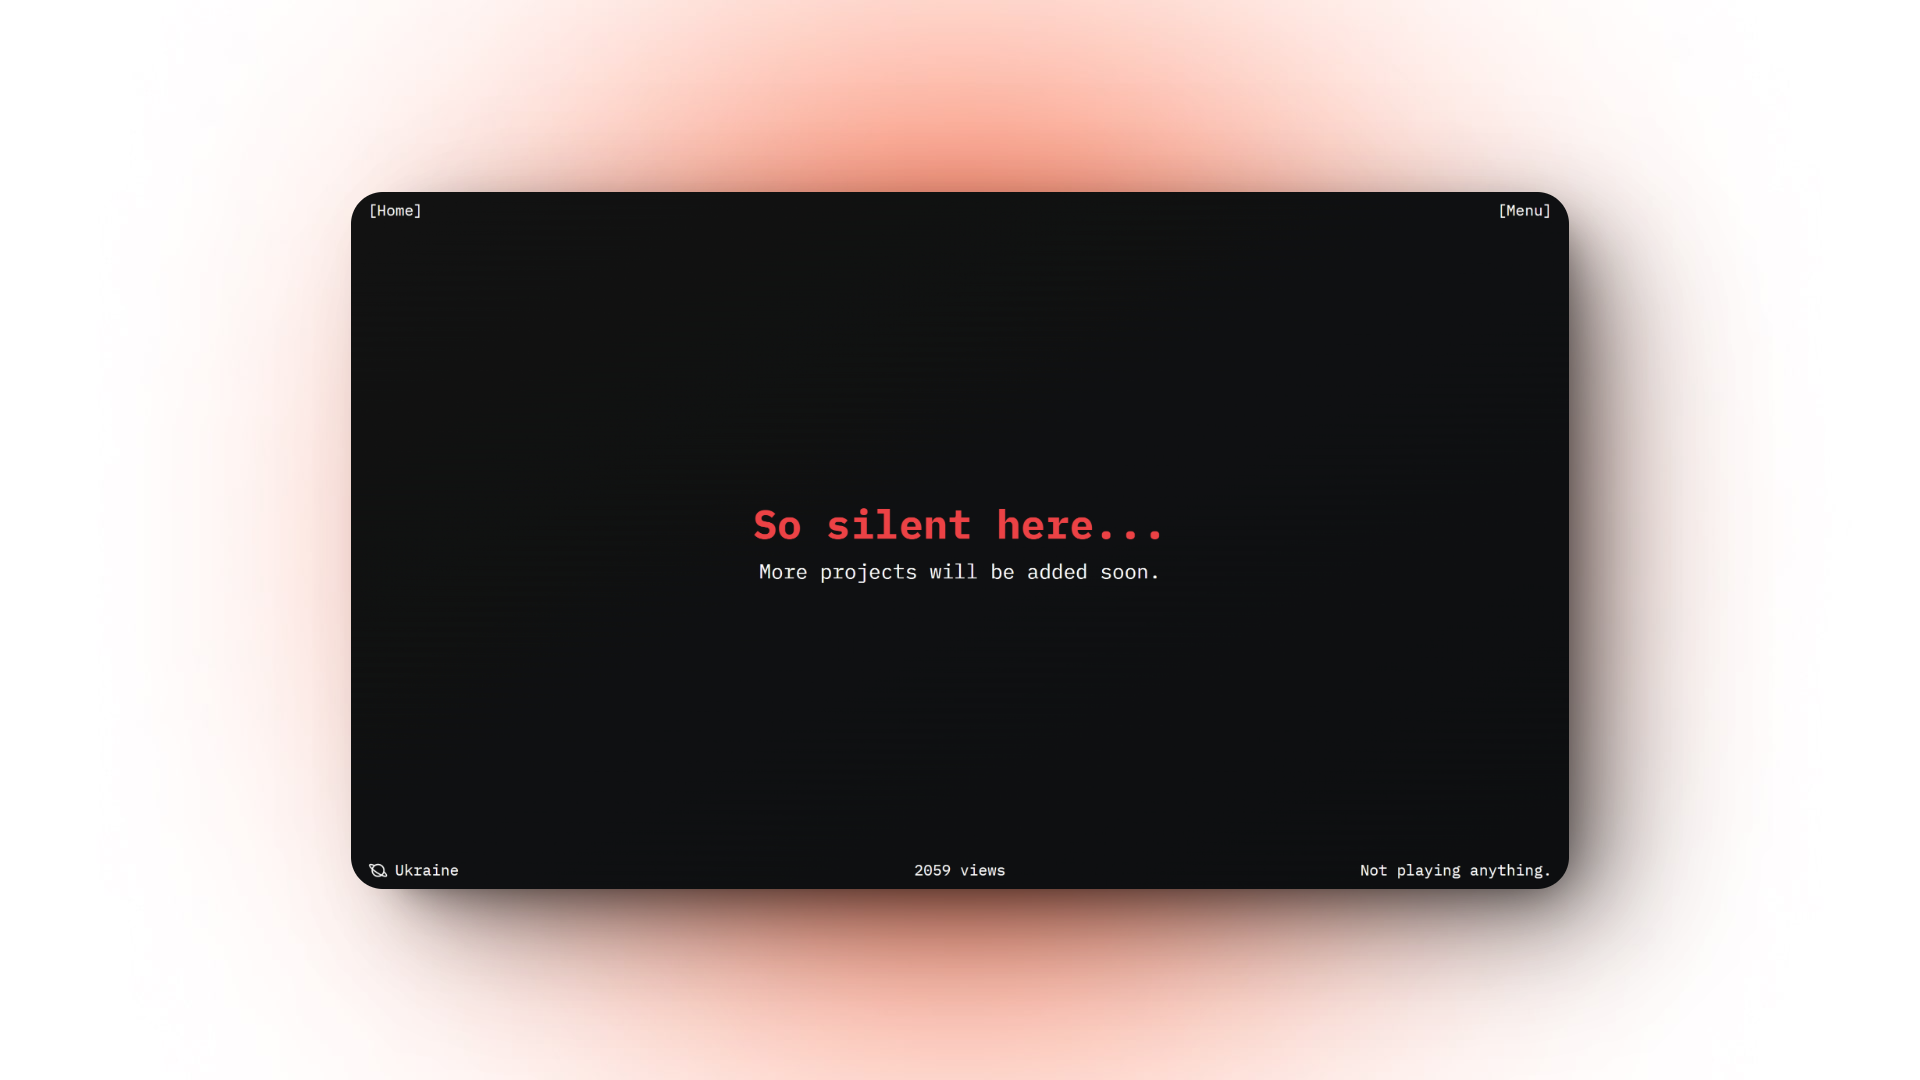 [Home]
[Menu]
So silent here...
More projects will be added soon.
Ukraine
2059 views
Not playing anything.